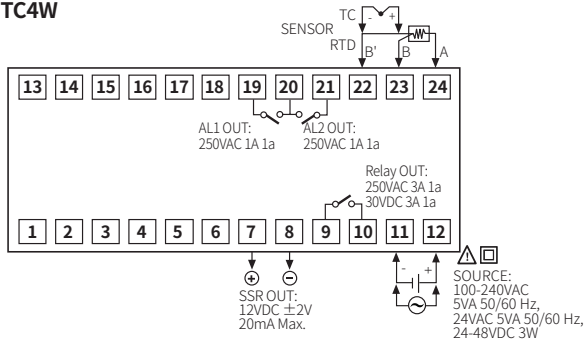 TC4W
TC - +
SENSOR
RTD B' B A
13 14 15 16 17 18 19 20 21 22 23 24
AL1 OUT:
250VAC 1A 1a
AL2 OUT:
250VAC 1A 1a
Relay OUT:
250VAC 3A 1a
30VDC 3A 1a
1 2 3 4 5 6 7 8 9 10 11 12
+ −
SSR OUT:
12VDC ±2V
20mA Max.
- +
SOURCE:
100-240VAC
5VA 50/60 Hz,
24VAC 5VA 50/60 Hz,
24-48VDC 3W